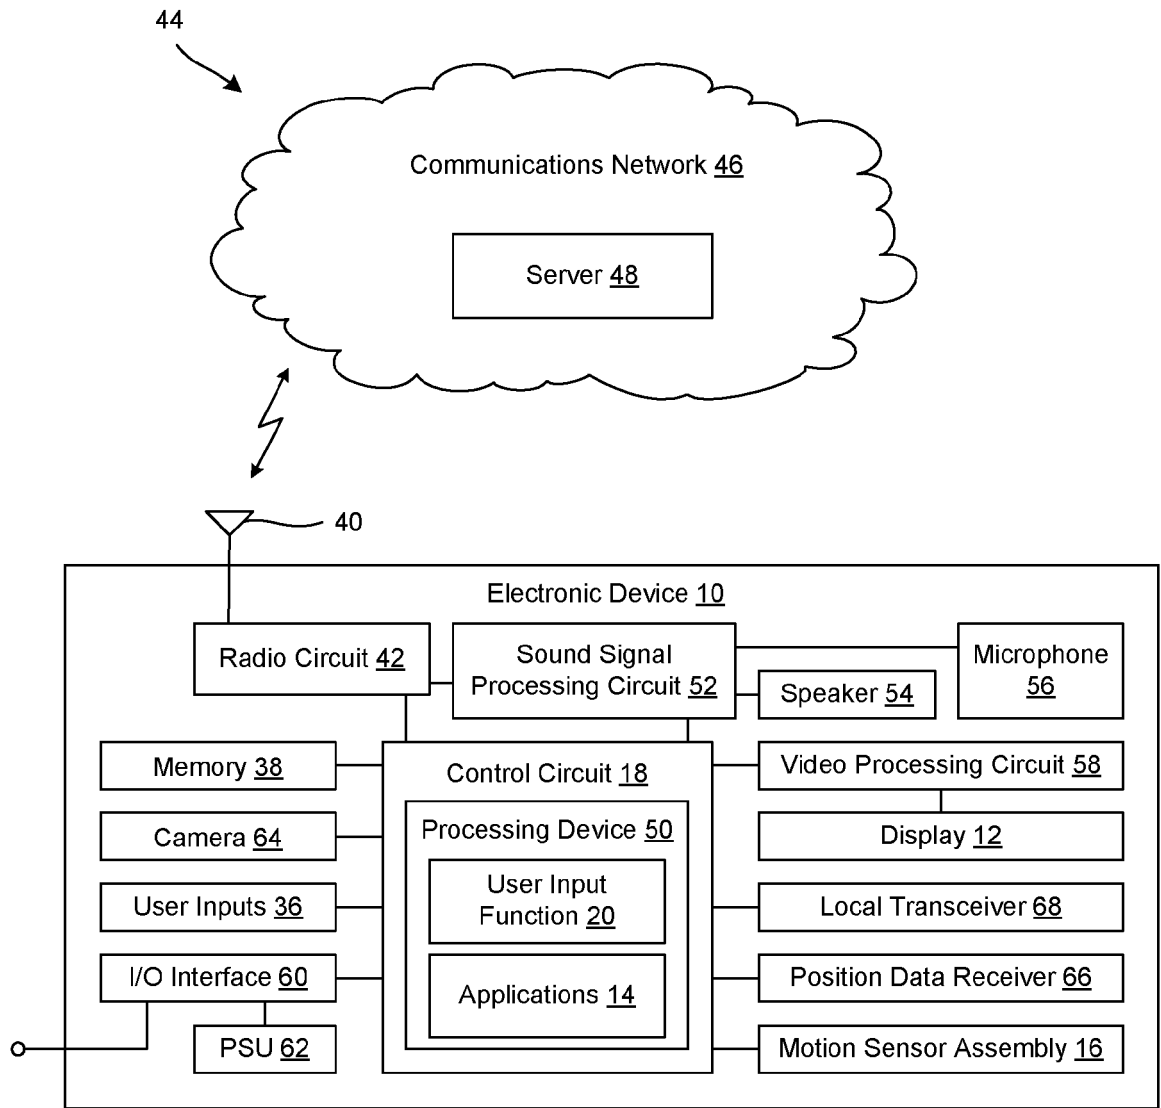 44
Communications Network 46
Server 48
40
Electronic Device 10
Radio Circuit 42
Sound Signal
Processing Circuit 52
Microphone
56
Speaker 54
Memory 38
Control Circuit 18
Video Processing Circuit 58
Camera 64
Processing Device 50
Display 12
User Inputs 36
User Input
Function 20
Local Transceiver 68
I/O Interface 60
Applications 14
Position Data Receiver 66
PSU 62
Motion Sensor Assembly 16